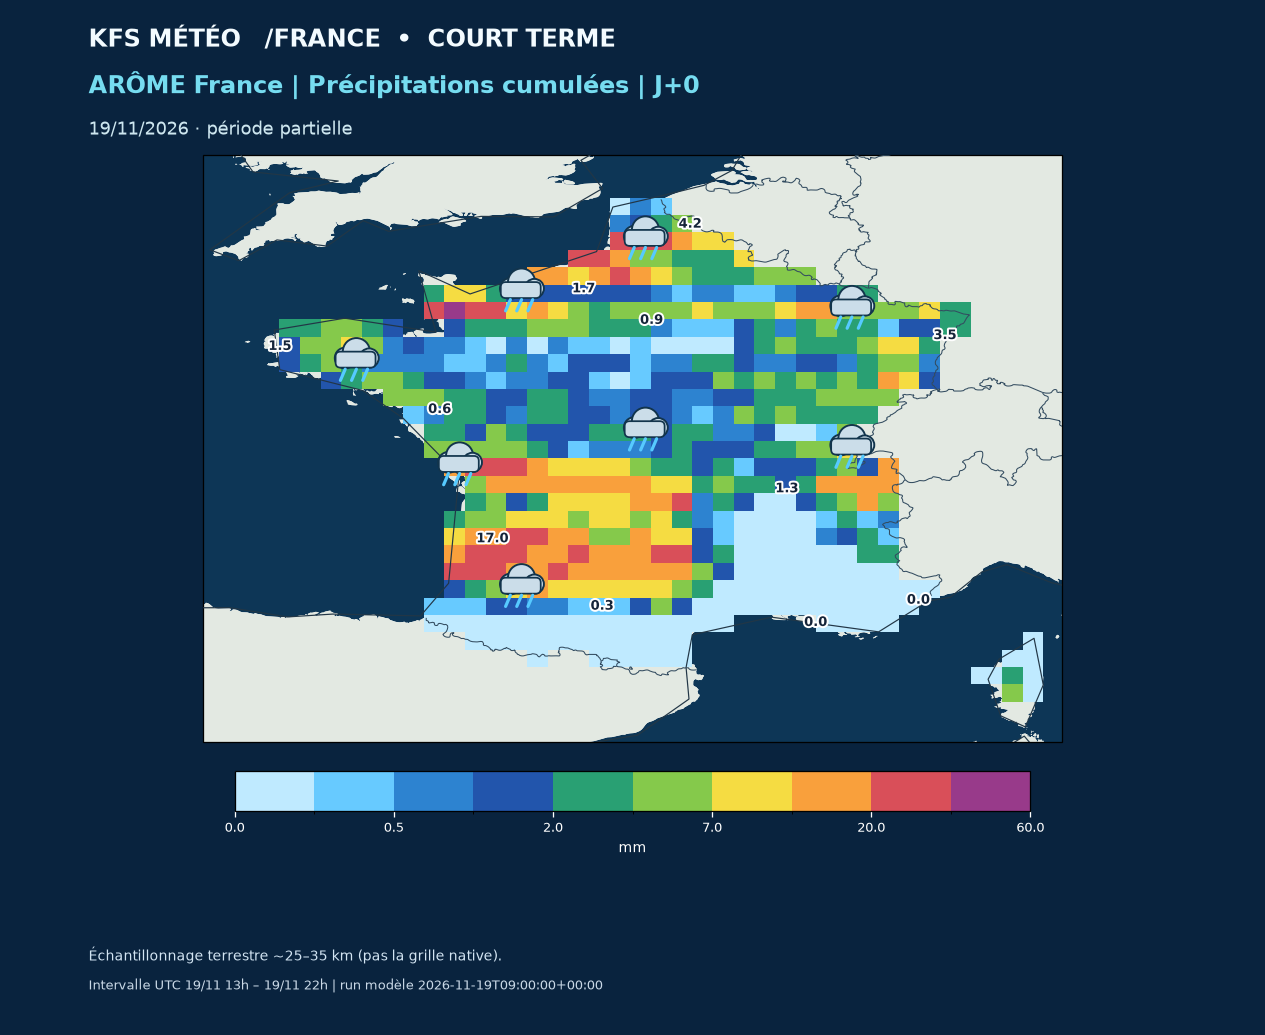 KFS MÉTÉO /FRANCE • COURT TERME
ARÔME France | Précipitations cumulées | J+0
19/11/2026 · période partielle
4.2
1.7
0.9
3.5
1.5
0.6
1.3
17.0
0.3
0.0
0.0
0.0 0.5 2.0 7.0 20.0 60.0
mm
Échantillonnage terrestre ~25–35 km (pas la grille native).
Intervalle UTC 19/11 13h – 19/11 22h | run modèle 2026-11-19T09:00:00+00:00